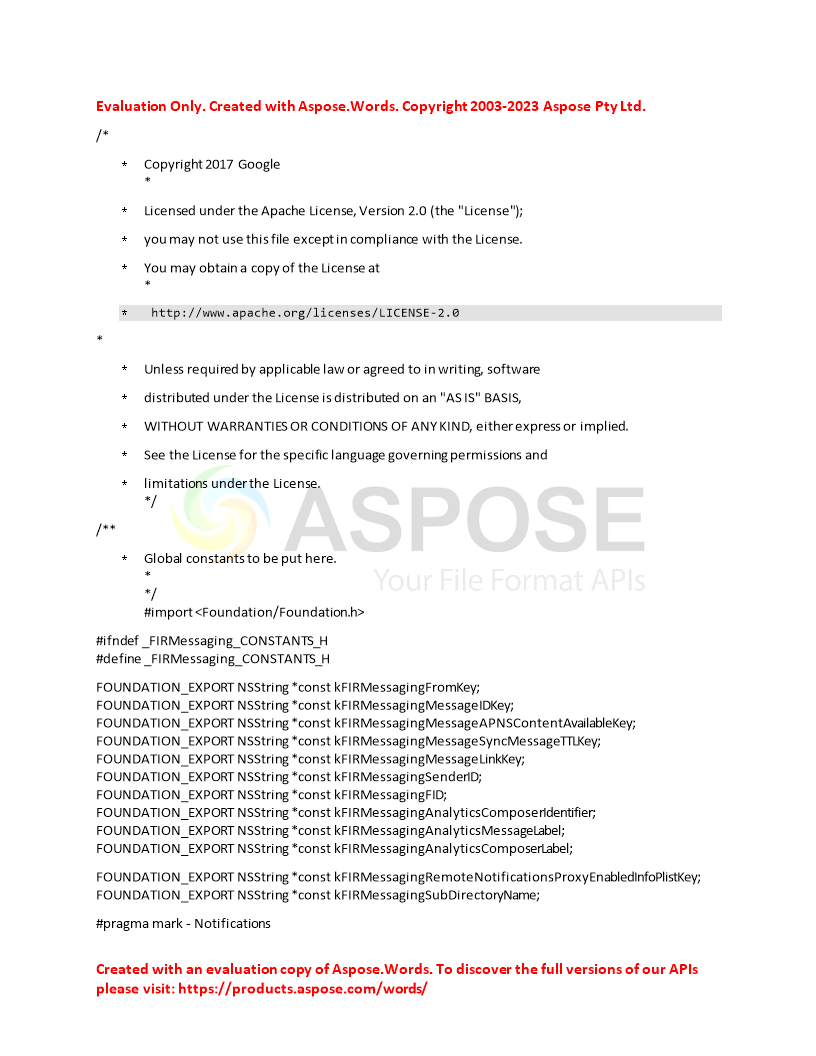 Evaluation Only. Created with Aspose.Words. Copyright 2003-2023 Aspose Pty Ltd.
/*
* Copyright 2017 Google
*
* Licensed under the Apache License, Version 2.0 (the "License");
* you may not use this file except in compliance with the License.
* You may obtain a copy of the License at
*
* http://www.apache.org/licenses/LICENSE-2.0
*
* Unless required by applicable law or agreed to in writing, software
* distributed under the License is distributed on an "AS IS" BASIS,
* WITHOUT WARRANTIES OR CONDITIONS OF ANY KIND, either express or implied.
* See the License for the specific language governing permissions and
* limitations under the License.
*/
ASPOSE
Your File Format APIs
/**
* Global constants to be put here.
*
*/
#import <Foundation/Foundation.h>
#ifndef _FIRMessaging_CONSTANTS_H
#define _FIRMessaging_CONSTANTS_H
FOUNDATION_EXPORT NSString *const kFIRMessagingFromKey;
FOUNDATION_EXPORT NSString *const kFIRMessagingMessageIDKey;
FOUNDATION_EXPORT NSString *const kFIRMessagingMessageAPNSContentAvailableKey;
FOUNDATION_EXPORT NSString *const kFIRMessagingMessageSyncMessageTTLKey;
FOUNDATION_EXPORT NSString *const kFIRMessagingMessageLinkKey;
FOUNDATION_EXPORT NSString *const kFIRMessagingSenderID;
FOUNDATION_EXPORT NSString *const kFIRMessagingFID;
FOUNDATION_EXPORT NSString *const kFIRMessagingAnalyticsComposerIdentifier;
FOUNDATION_EXPORT NSString *const kFIRMessagingAnalyticsMessageLabel;
FOUNDATION_EXPORT NSString *const kFIRMessagingAnalyticsComposerLabel;
FOUNDATION_EXPORT NSString *const kFIRMessagingRemoteNotificationsProxyEnabledInfoPlistKey;
FOUNDATION_EXPORT NSString *const kFIRMessagingSubDirectoryName;
#pragma mark - Notifications
Created with an evaluation copy of Aspose.Words. To discover the full versions of our APIs
please visit: https://products.aspose.com/words/